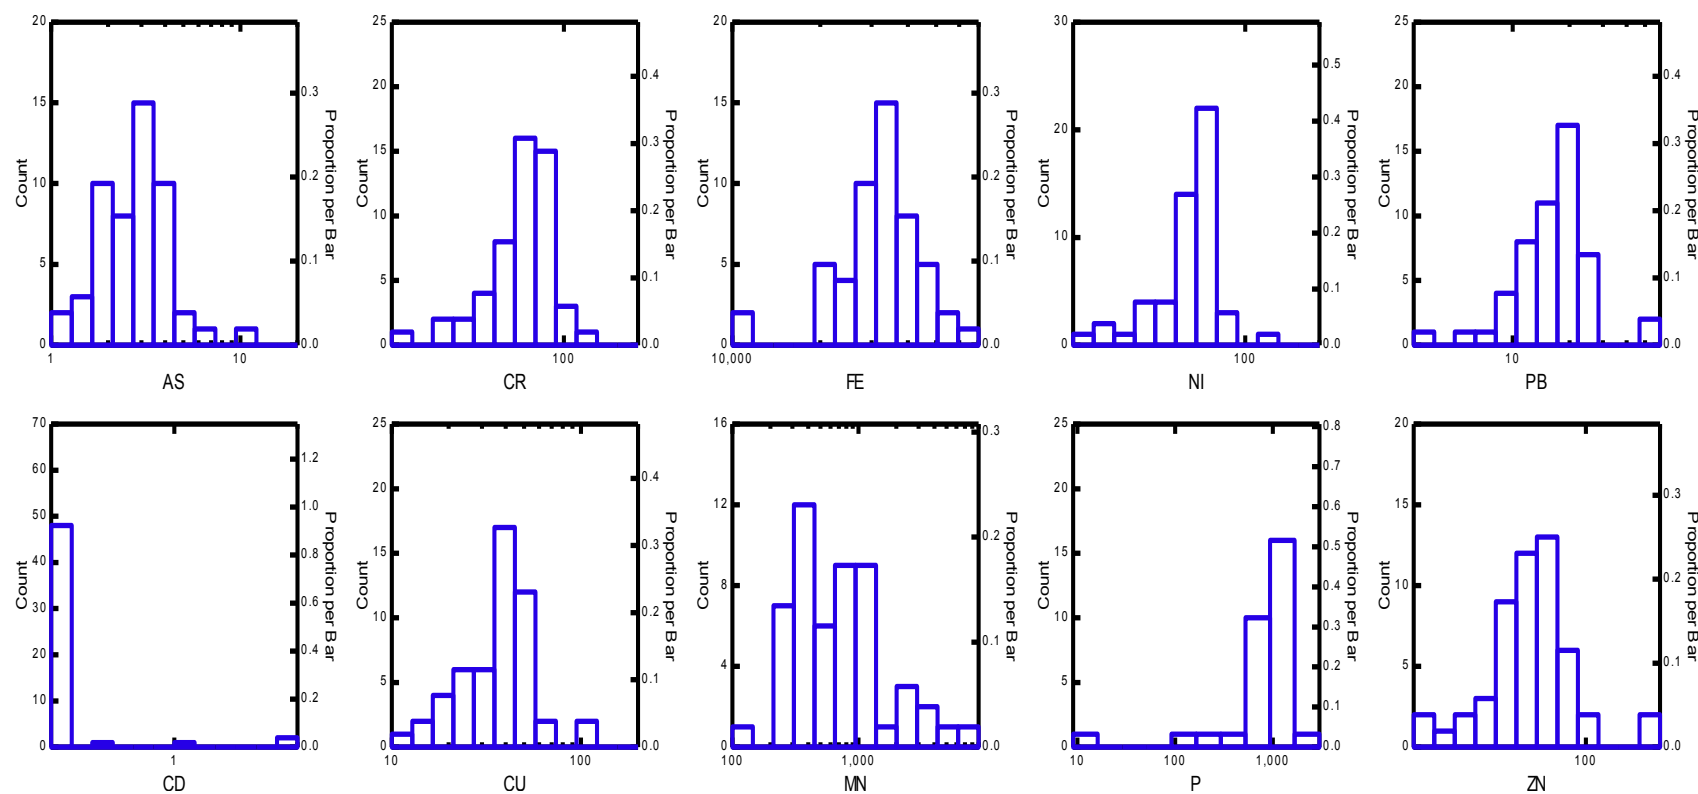 20 0.3 15 10 0.2 5 0.1 0 0.0 1 10 Count Proportion per Bar AS
25 20 0.4 15 0.3 10 0.2 5 0.1 0 0.0 100 Count Proportion per Bar CR
20 0.3 15 10 0.2 5 0.1 0 0.0 10,000 Count Proportion per Bar FE
30 0.5 20 0.4 0.3 10 0.2 0.1 0 0.0 100 Count Proportion per Bar NI
25 20 0.4 15 0.3 10 0.2 5 0.1 0 0.0 10 Count Proportion per Bar PB
70 60 1.2 50 1.0 40 0.8 30 0.6 20 0.4 10 0.2 0 0.0 1 Count Proportion per Bar CD
25 20 0.4 15 0.3 10 0.2 5 0.1 0 0.0 10 100 Count Proportion per Bar CU
16 0.3 12 0.2 8 4 0.1 0 0.0 100 1,000 Count Proportion per Bar MN
25 0.8 20 0.7 0.6 15 0.5 0.4 10 0.3 5 0.2 0.1 0 0.0 10 100 1,000 Count Proportion per Bar P
20 0.3 15 10 0.2 5 0.1 0 0.0 100 Count Proportion per Bar ZN